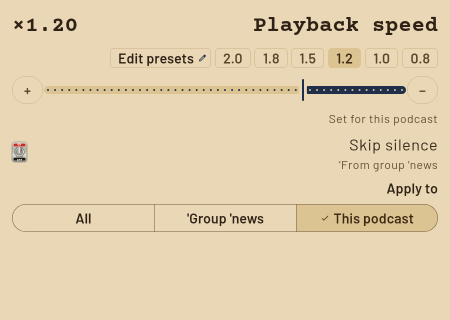 ×1.20 Playback speed
Edit presets 2.0 1.8 1.5 1.2 1.0 0.8
+ −
Set for this podcast
Skip silence
'From group 'news
Apply to
All 'Group 'news ✓ This podcast